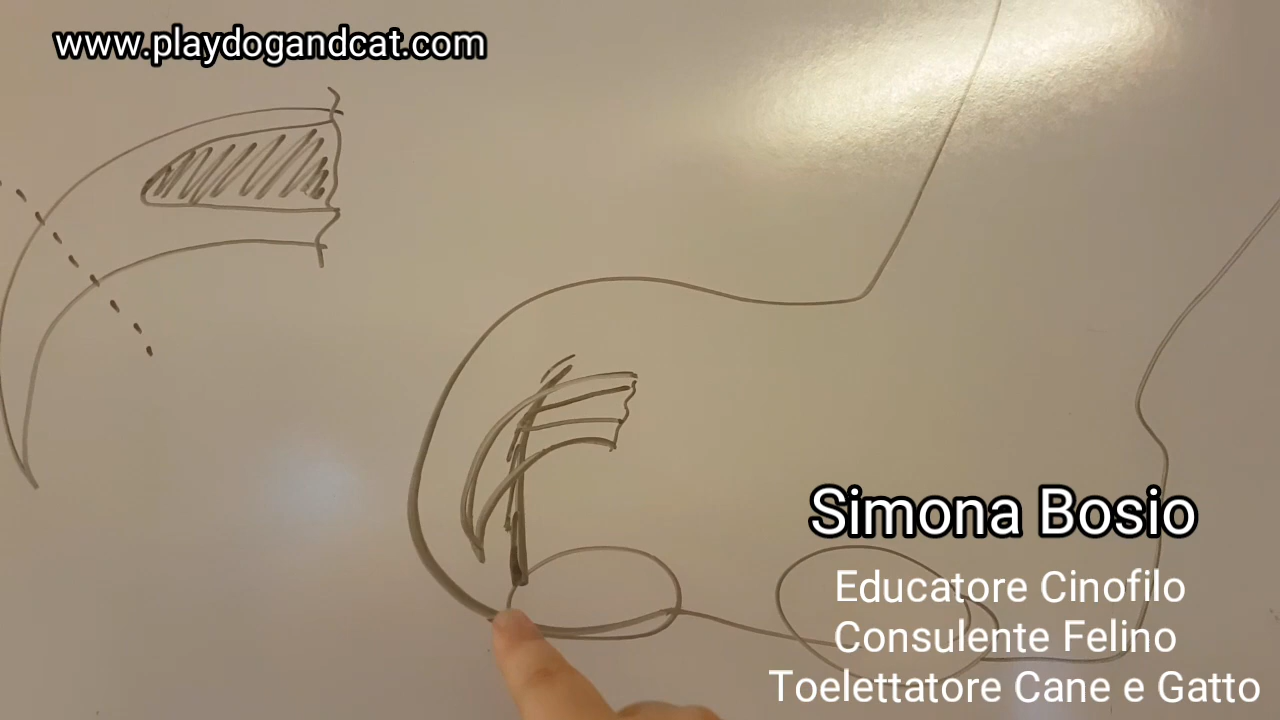 www.playdogandcat.com
Simona Bosio
Educatore Cinofilo
Consulente Felino
Toelettatore Cane e Gatto